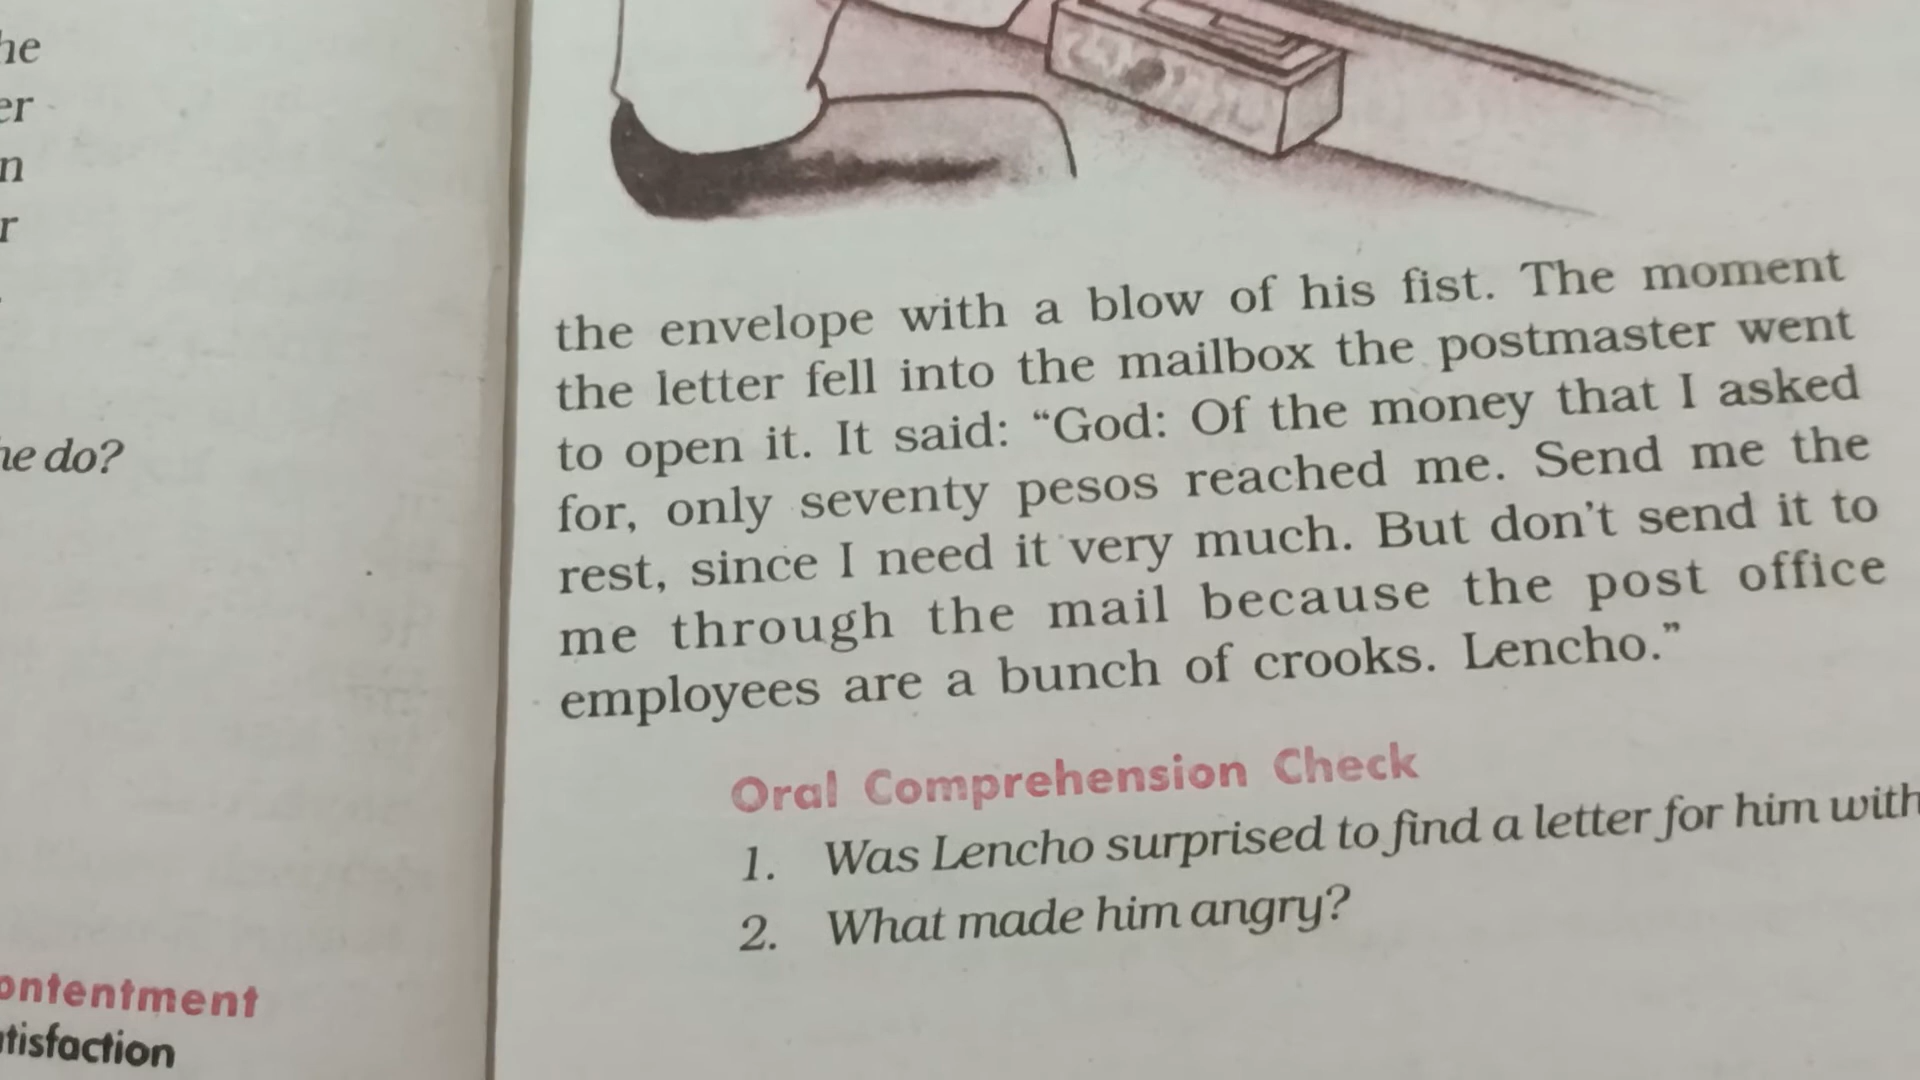 he do?
the envelope with a blow of his fist. The moment
the letter fell into the mailbox the postmaster went
to open it. It said: “God: Of the money that I asked
for, only seventy pesos reached me. Send me the
rest, since I need it very much. But don’t send it to
me through the mail because the post office
employees are a bunch of crooks. Lencho.”
Oral Comprehension Check
1. Was Lencho surprised to find a letter for him with
2. What made him angry?
ontentment
tisfaction